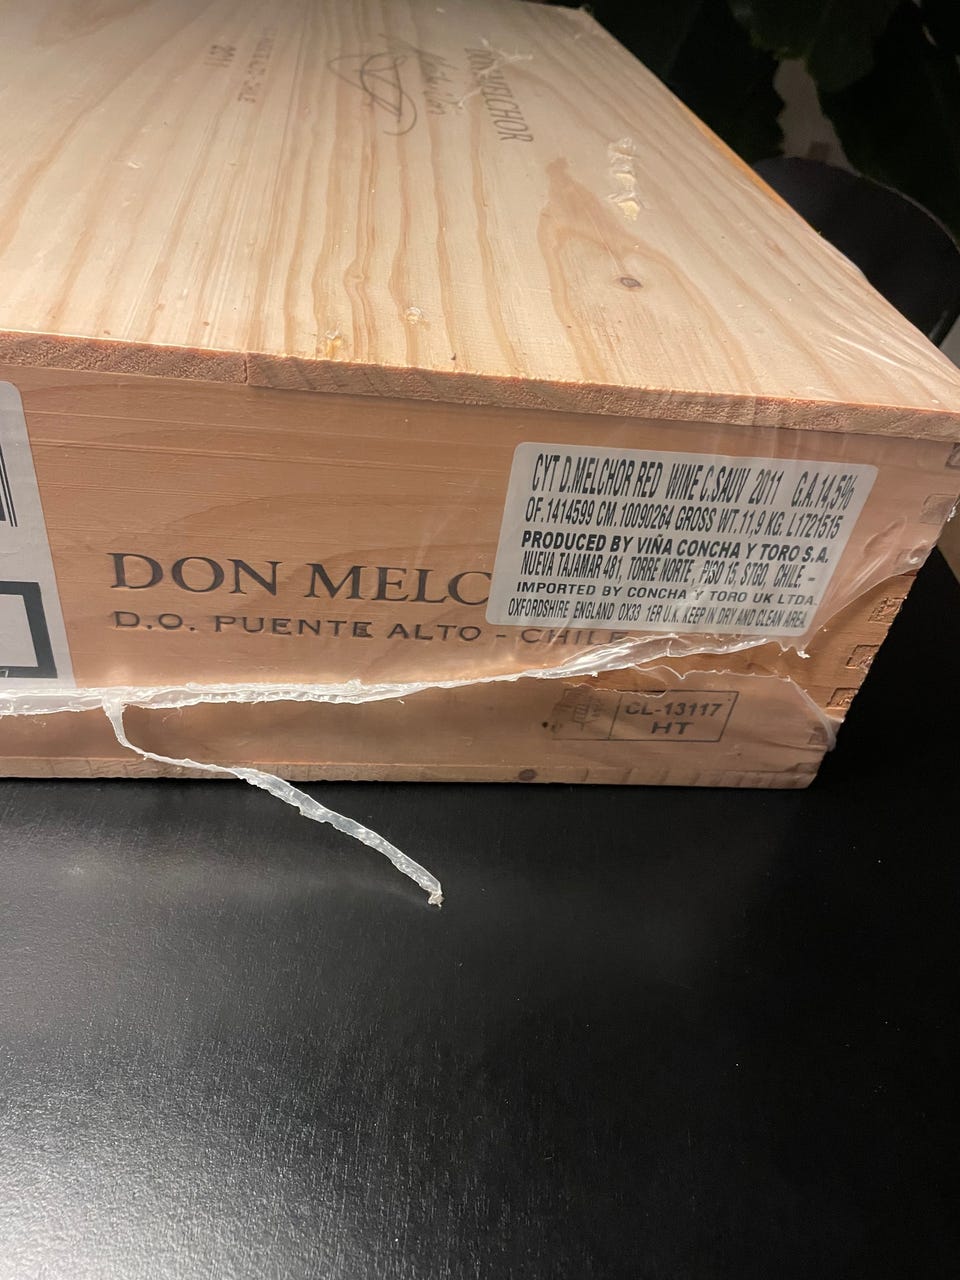 DON MELCHOR
2011
CYT D.MELCHOR RED WINE C.SAUV 2011 G.A.14,5%
OF.1414599 CM.10090264 GROSS WT.11,9 KG. L1721515
PRODUCED BY VIÑA CONCHA Y TORO S.A.
NUEVA TAJAMAR 481, TORRE NORTE, PISO 15, STGO, CHILE. -
IMPORTED BY CONCHA Y TORO UK LTDA.
OXFORDSHIRE ENGLAND OX33 1ER U.K. KEEP IN DRY AND CLEAN AREA
DON MELC
D.O. PUENTE ALTO - CHILE
CL-13117
HT